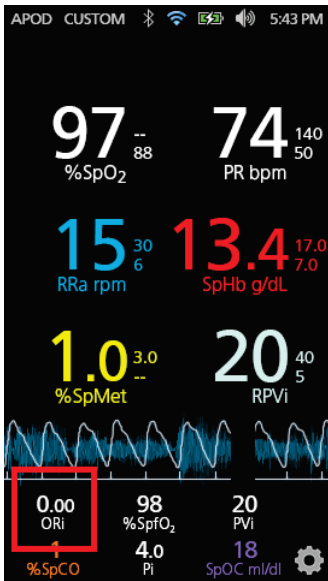 APOD CUSTOM 5:43 PM
97 -- 88 74 140 50
%SpO2 PR bpm
15 30 6 13.4 17.0 7.0
RRa rpm SpHb g/dL
1.0 3.0 -- 20 40 5
%SpMet RPVi
0.00 98 20
ORi %SpfO2 PVi
1 4.0 18
%SpCO Pi SpOC ml/dl